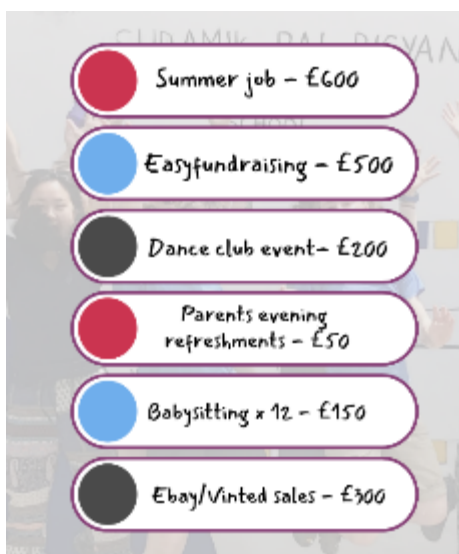 Summer job - £600
SCHOOL
Easyfundraising - £500
Dance club event- £200
Parents evening
refreshments - £50
Babysitting x 12 - £150
Ebay/Vinted sales - £300